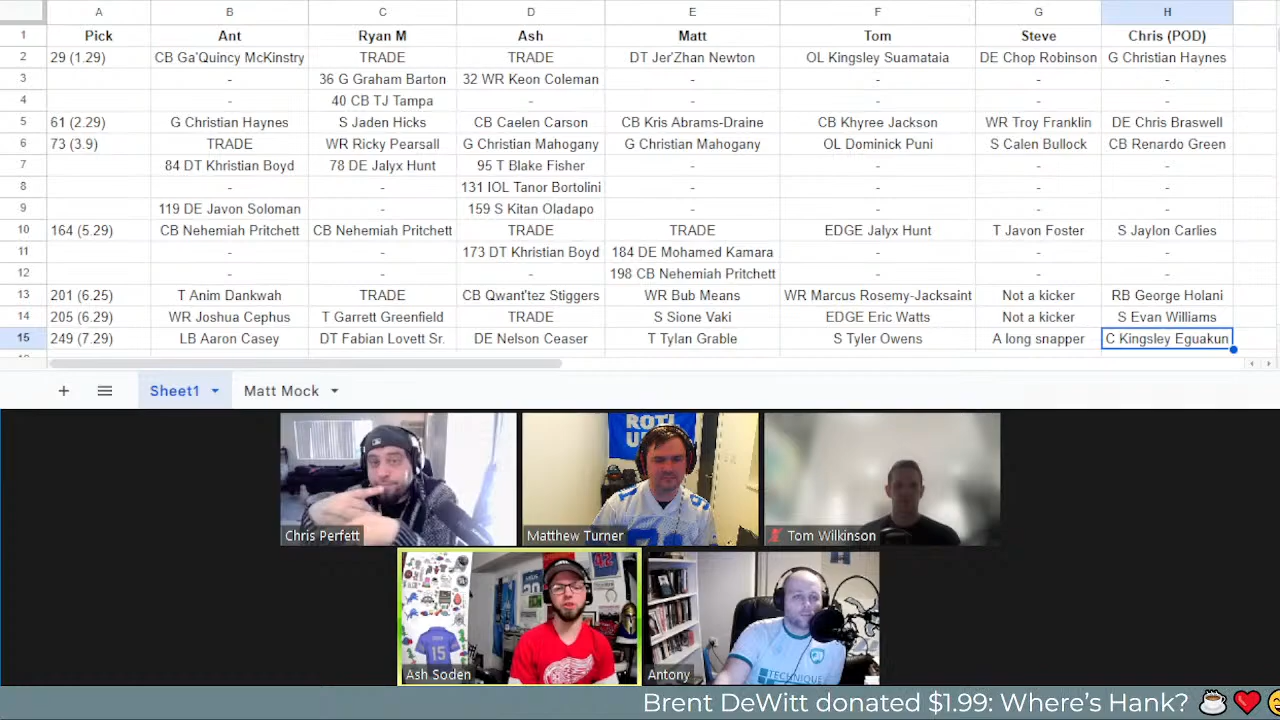 A B C D E F G H
1 Pick Ant Ryan M Ash Matt Tom Steve Chris (POD)
2 29 (1.29) CB Ga'Quincy McKinstry TRADE TRADE DT Jer'Zhan Newton OL Kingsley Suamataia DE Chop Robinson G Christian Haynes
3 - 36 G Graham Barton 32 WR Keon Coleman - - - -
4 - 40 CB TJ Tampa - - - - -
5 61 (2.29) G Christian Haynes S Jaden Hicks CB Caelen Carson CB Kris Abrams-Draine CB Khyree Jackson WR Troy Franklin DE Chris Braswell
6 73 (3.9) TRADE WR Ricky Pearsall G Christian Mahogany G Christian Mahogany OL Dominick Puni S Calen Bullock CB Renardo Green
7 84 DT Khristian Boyd 78 DE Jalyx Hunt 95 T Blake Fisher - - - -
8 - - 131 IOL Tanor Bortolini - - - -
9 119 DE Javon Soloman - 159 S Kitan Oladapo - - - -
10 164 (5.29) CB Nehemiah Pritchett CB Nehemiah Pritchett TRADE TRADE EDGE Jalyx Hunt T Javon Foster S Jaylon Carlies
11 - - 173 DT Khristian Boyd 184 DE Mohamed Kamara - - -
12 - - - 198 CB Nehemiah Pritchett - - -
13 201 (6.25) T Anim Dankwah TRADE CB Qwant'tez Stiggers WR Bub Means WR Marcus Rosemy-Jacksaint Not a kicker RB George Holani
14 205 (6.29) WR Joshua Cephus T Garrett Greenfield TRADE S Sione Vaki EDGE Eric Watts Not a kicker S Evan Williams
15 249 (7.29) LB Aaron Casey DT Fabian Lovett Sr. DE Nelson Ceaser T Tylan Grable S Tyler Owens A long snapper C Kingsley Eguakun
+ Sheet1 Matt Mock
ROTL
Chris Perfett
Matthew Turner
Tom Wilkinson
15
Ash Soden
TECHNIQUE
Antony
Brent DeWitt donated $1.99: Where's Hank? ☕ ❤️